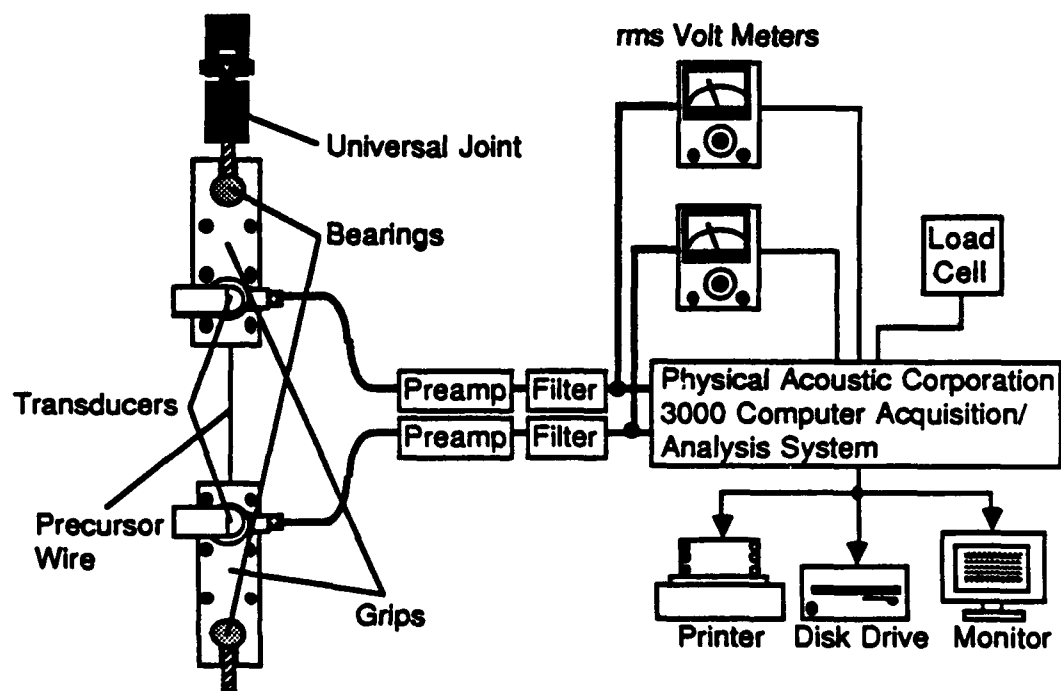 rms Volt Meters
Universal Joint
Bearings
Load
Cell
Preamp
Filter
Physical Acoustic Corporation
3000 Computer Acquisition/
Analysis System
Transducers
Preamp
Filter
Precursor
Wire
Grips
Printer
Disk Drive
Monitor